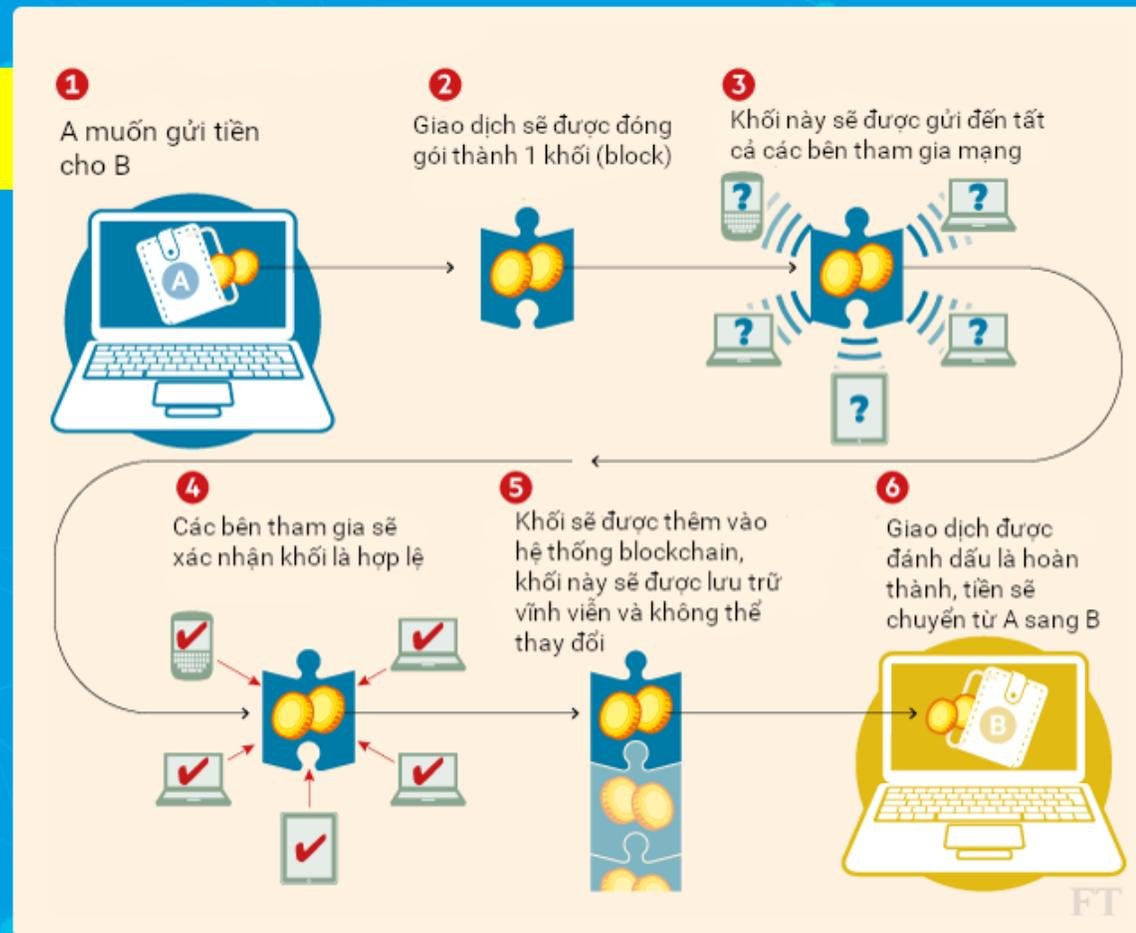 1
A muốn gửi tiền
cho B
2
Giao dịch sẽ được đóng
gói thành 1 khối (block)
3
Khối này sẽ được gửi đến tất
cả các bên tham gia mạng
A
?
?
?
?
?
4
Các bên tham gia sẽ
xác nhận khối là hợp lệ
5
Khối sẽ được thêm vào
hệ thống blockchain,
khối này sẽ được lưu trữ
vĩnh viễn và không thể
thay đổi
6
Giao dịch được
đánh dấu là hoàn
thành, tiền sẽ
chuyển từ A sang B
B
FT